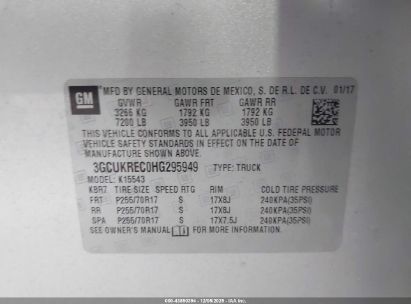 GM
MFD BY GENERAL MOTORS DE MEXICO, S. DE R.L. DE C.V. 01/17
GVWR GAWR FRT GAWR RR
3266 KG 1792 KG 1792 KG
7200 LB 3950 LB 3950 LB
THIS VEHICLE CONFORMS TO ALL APPLICABLE U.S. FEDERAL MOTOR
VEHICLE SAFETY STANDARDS IN EFFECT ON THE DATE OF
MANUFACTURE SHOWN ABOVE.
3GCUKREC0HG295949 TYPE: TRUCK
MODEL: K15543
KBR7 TIRE SIZE SPEED RTG RIM COLD TIRE PRESSURE
FRT P255/70R17 S 17X8J 240KPA(35PSI)
RR P255/70R17 S 17X8J 240KPA(35PSI)
SPA P255/70R17 S 17X7.5J 240KPA(35PSI)
SEE OWNER'S MANUAL FOR MORE INFORMATION.